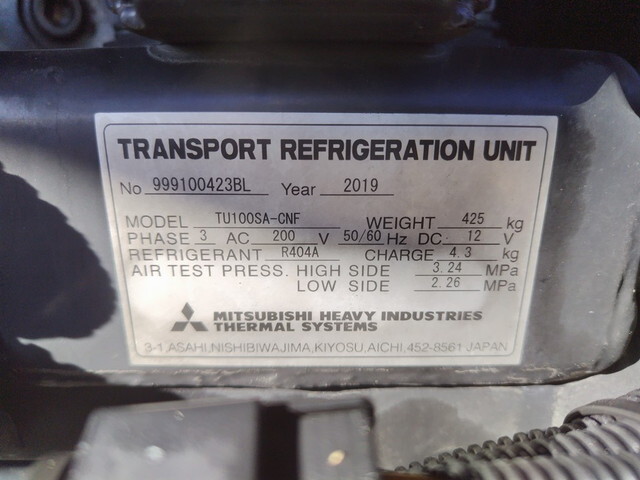 TRANSPORT REFRIGERATION UNIT
No 999100423BL Year 2019
MODEL TU100SA-CNF WEIGHT 425 kg
PHASE 3 AC 200 V 50/60 Hz DC 12 V
REFRIGERANT R404A CHARGE 4.3 kg
AIR TEST PRESS. HIGH SIDE 3.24 MPa
LOW SIDE 2.26 MPa
MITSUBISHI HEAVY INDUSTRIES
THERMAL SYSTEMS
3-1,ASAHI,NISHIBIWAJIMA,KIYOSU,AICHI,452-8561 JAPAN